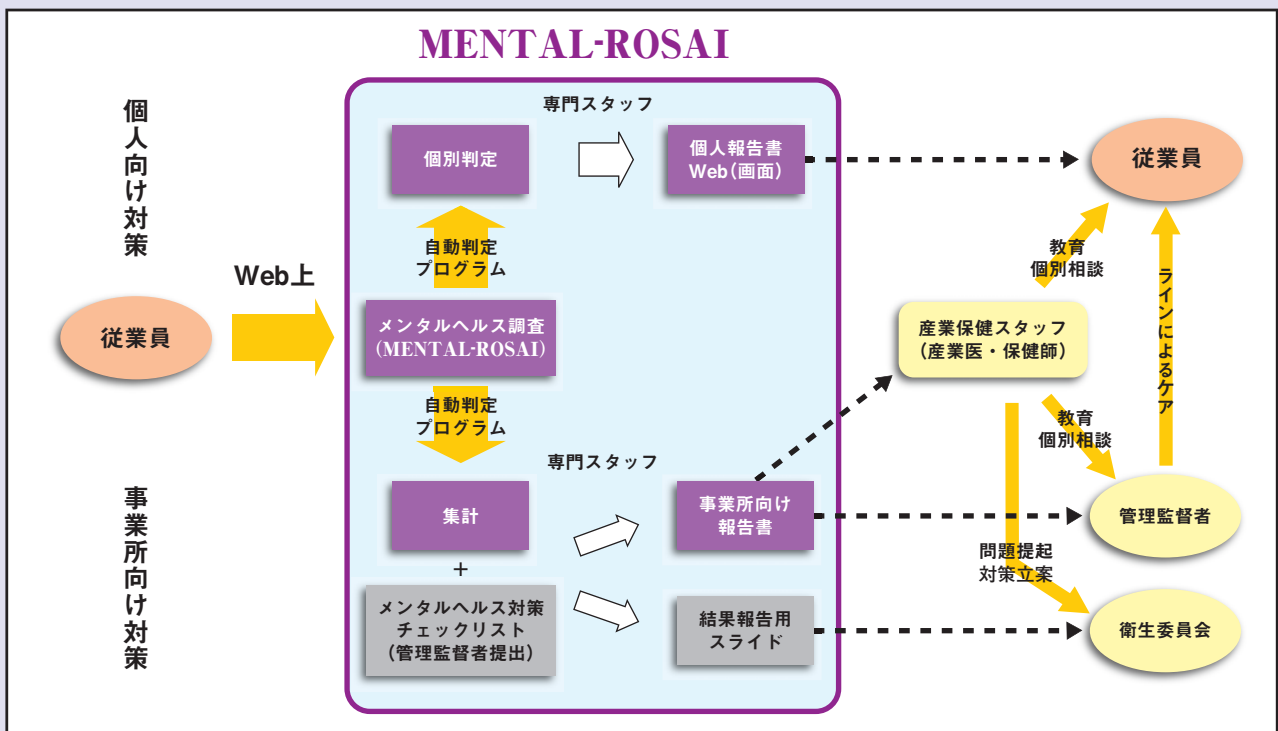 MENTAL-ROSAI
個人向け対策
専門スタッフ
個別判定
個人報告書
Web(画面)
従業員
自動判定
プログラム
教育
個別相談
Web上
従業員
メンタルヘルス調査
(MENTAL-ROSAI)
産業保健スタッフ
(産業医・保健師)
ラインによるケア
自動判定
プログラム
教育
個別相談
事業所向け対策
専門スタッフ
集計
事業所向け
報告書
管理監督者
+
問題提起
対策立案
メンタルヘルス対策
チェックリスト
(管理監督者提出)
結果報告用
スライド
衛生委員会